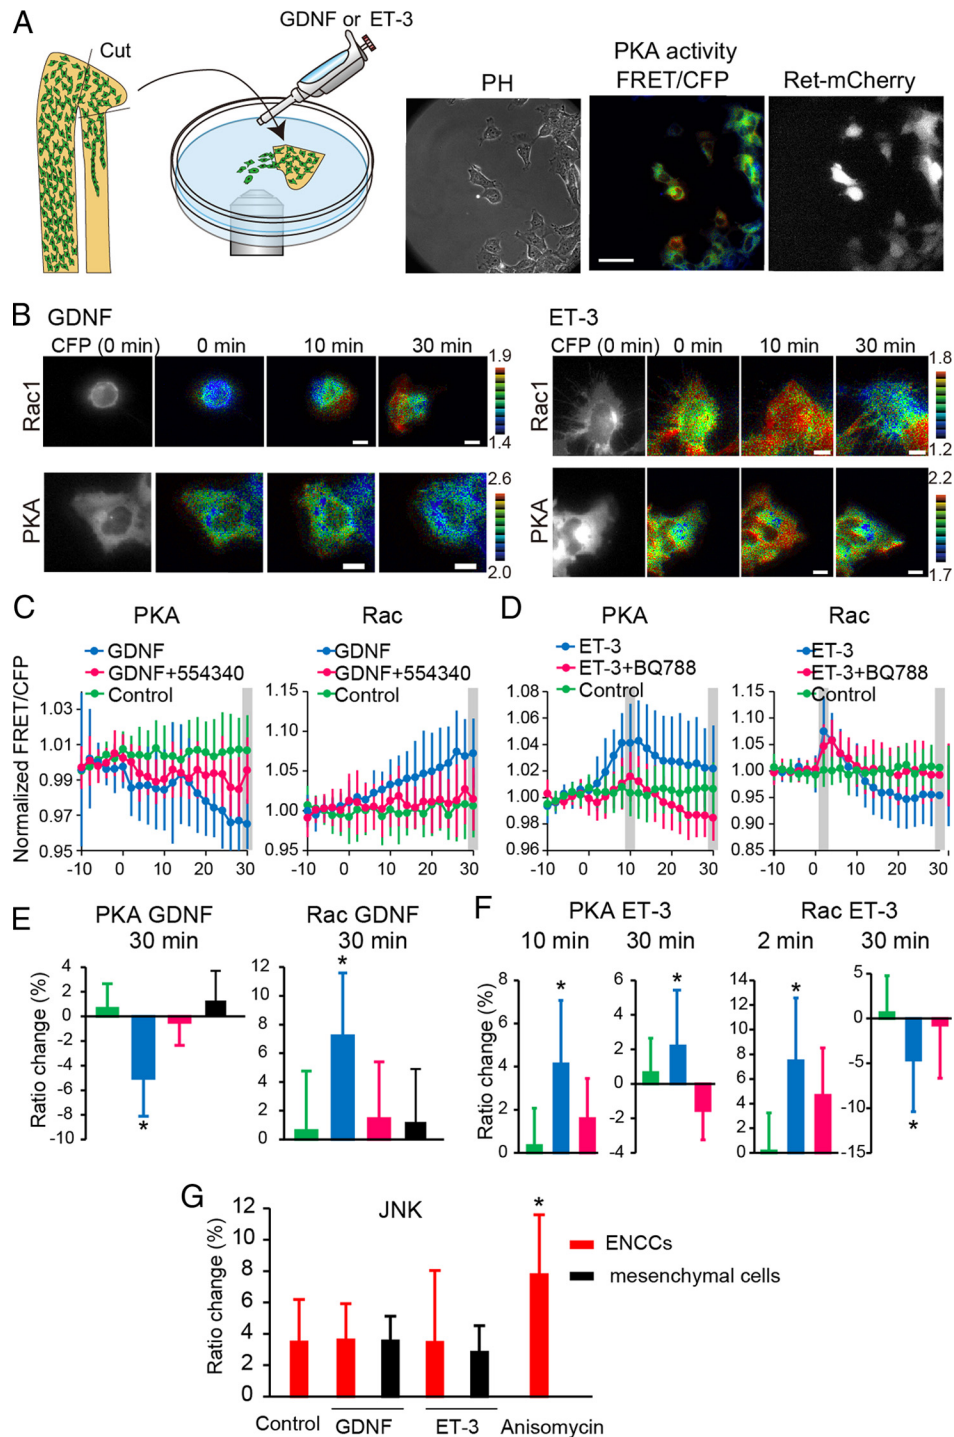 A
GDNF or ET-3
Cut
PH
PKA activity
FRET/CFP
Ret-mCherry
B
GDNF
CFP (0 min) 0 min 10 min 30 min
Rac1
1.9
1.4
PKA
2.6
2.0
ET-3
CFP (0 min) 0 min 10 min 30 min
Rac1
1.8
1.2
PKA
2.2
1.7
C
PKA
GDNF
GDNF+554340
Control
Normalized FRET/CFP
1.03
1.01
0.99
0.97
0.95
-10 0 10 20 30
Rac
GDNF
GDNF+554340
Control
1.15
1.10
1.05
1.00
0.95
-10 0 10 20 30
D
PKA
ET-3
ET-3+BQ788
Control
1.08
1.06
1.04
1.02
1.00
0.98
0.96
-10 0 10 20 30
Rac
ET-3
ET-3+BQ788
Control
1.15
1.10
1.05
1.00
0.95
0.90
0.85
-10 0 10 20 30
E
PKA GDNF
30 min
Ratio change (%)
4
2
0
-2
-4
-6
-8
-10
*
Rac GDNF
30 min
12
9
6
4
2
0
*
F
PKA ET-3
10 min
Ratio change (%)
8
6
4
2
0
*
30 min
6
4
2
0
-2
-4
*
Rac ET-3
2 min
14
12
10
8
6
4
2
0
*
30 min
5
0
-5
-10
-15
*
G
JNK
Ratio change (%)
12
10
8
6
4
2
0
*
ENCCs
mesenchymal cells
Control GDNF ET-3 Anisomycin